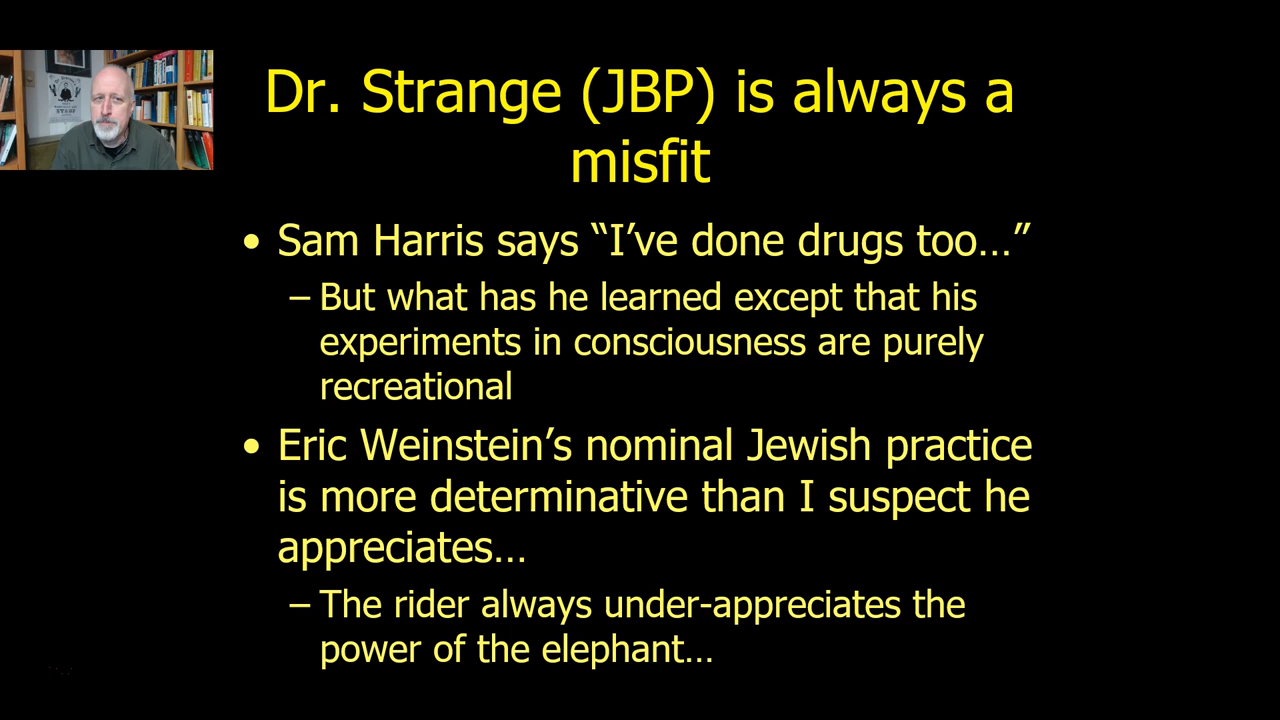 Dr. Strange (JBP) is always a
misfit
• Sam Harris says “I’ve done drugs too…”
– But what has he learned except that his
experiments in consciousness are purely
recreational
• Eric Weinstein’s nominal Jewish practice
is more determinative than I suspect he
appreciates…
– The rider always under-appreciates the
power of the elephant…